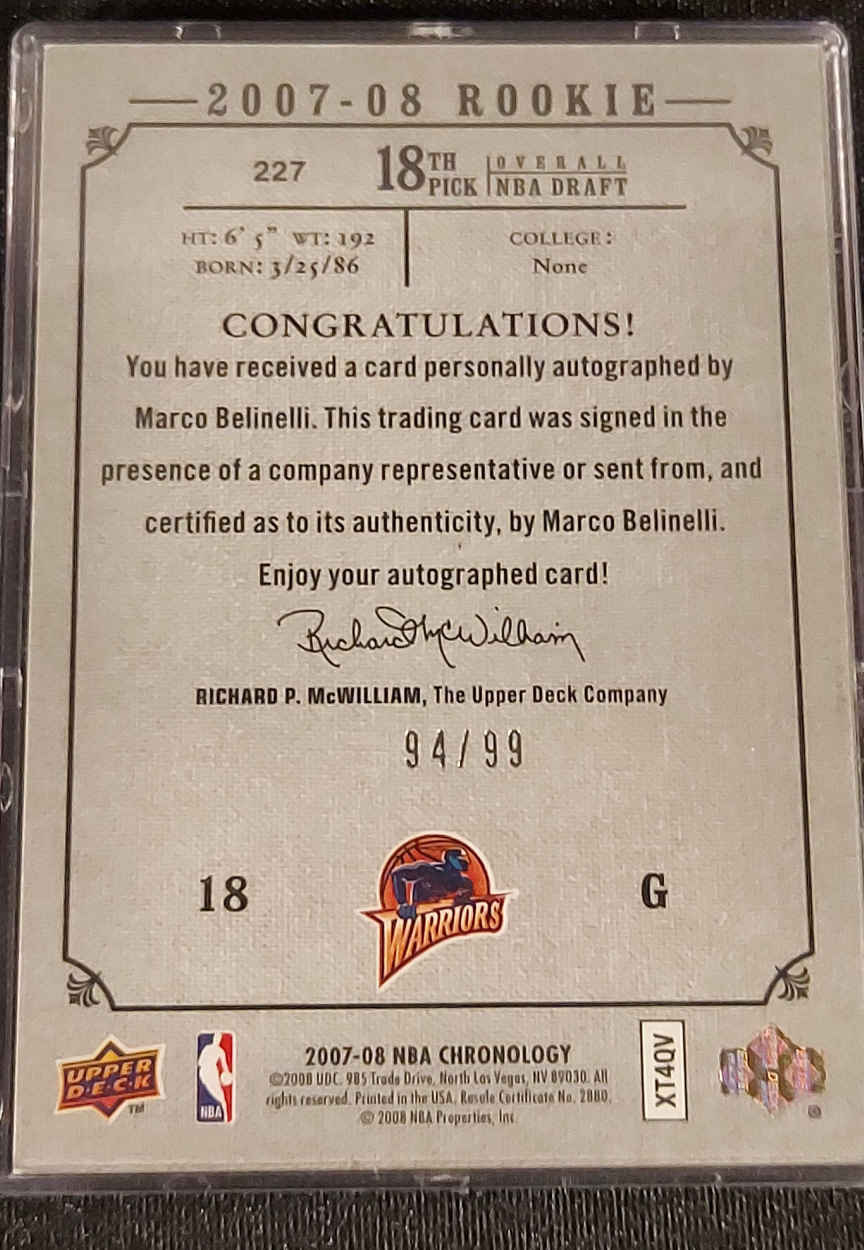 2007-08 ROOKIE
227
18TH PICK OVERALL NBA DRAFT
HT: 6' 5" WT: 192
BORN: 3/25/86
COLLEGE:
None
CONGRATULATIONS!
You have received a card personally autographed by
Marco Belinelli. This trading card was signed in the
presence of a company representative or sent from, and
certified as to its authenticity, by Marco Belinelli.
Enjoy your autographed card!
Richard McWilliam
RICHARD P. McWILLIAM, The Upper Deck Company
94/99
18
WARRIORS
G
UPPER
DECK
TM
NBA
2007-08 NBA CHRONOLOGY
©2008 UDC. 985 Trade Drive, North Las Vegas, NV 89030. All
rights reserved. Printed in the USA. Resale Certificate No. 2880.
© 2008 NBA Properties, Inc.
XT4QV
®